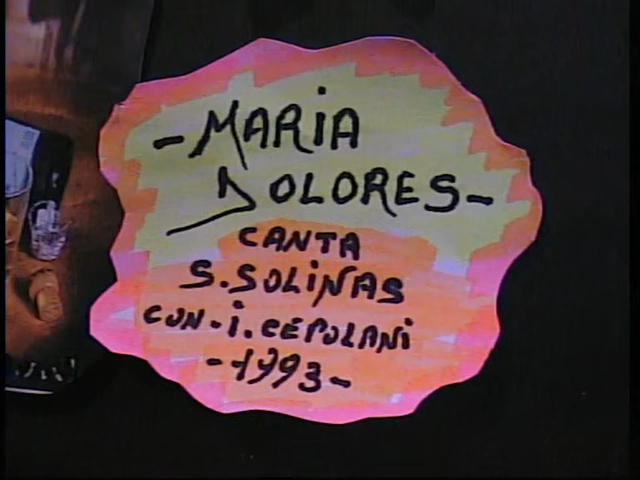 - MARiA
DOLORES -
CANTA
S. SOLiNAS
CON - i. CEPOLANi
- 1993 -